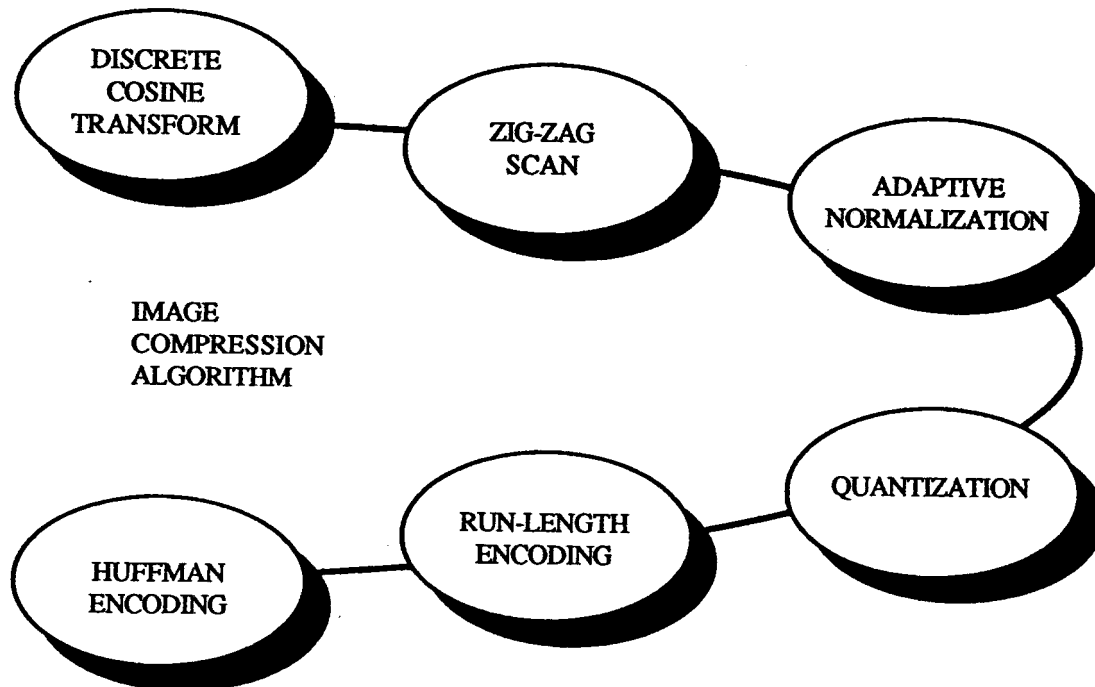 DISCRETE
COSINE
TRANSFORM
ZIG-ZAG
SCAN
ADAPTIVE
NORMALIZATION
IMAGE
COMPRESSION
ALGORITHM
QUANTIZATION
RUN-LENGTH
ENCODING
HUFFMAN
ENCODING